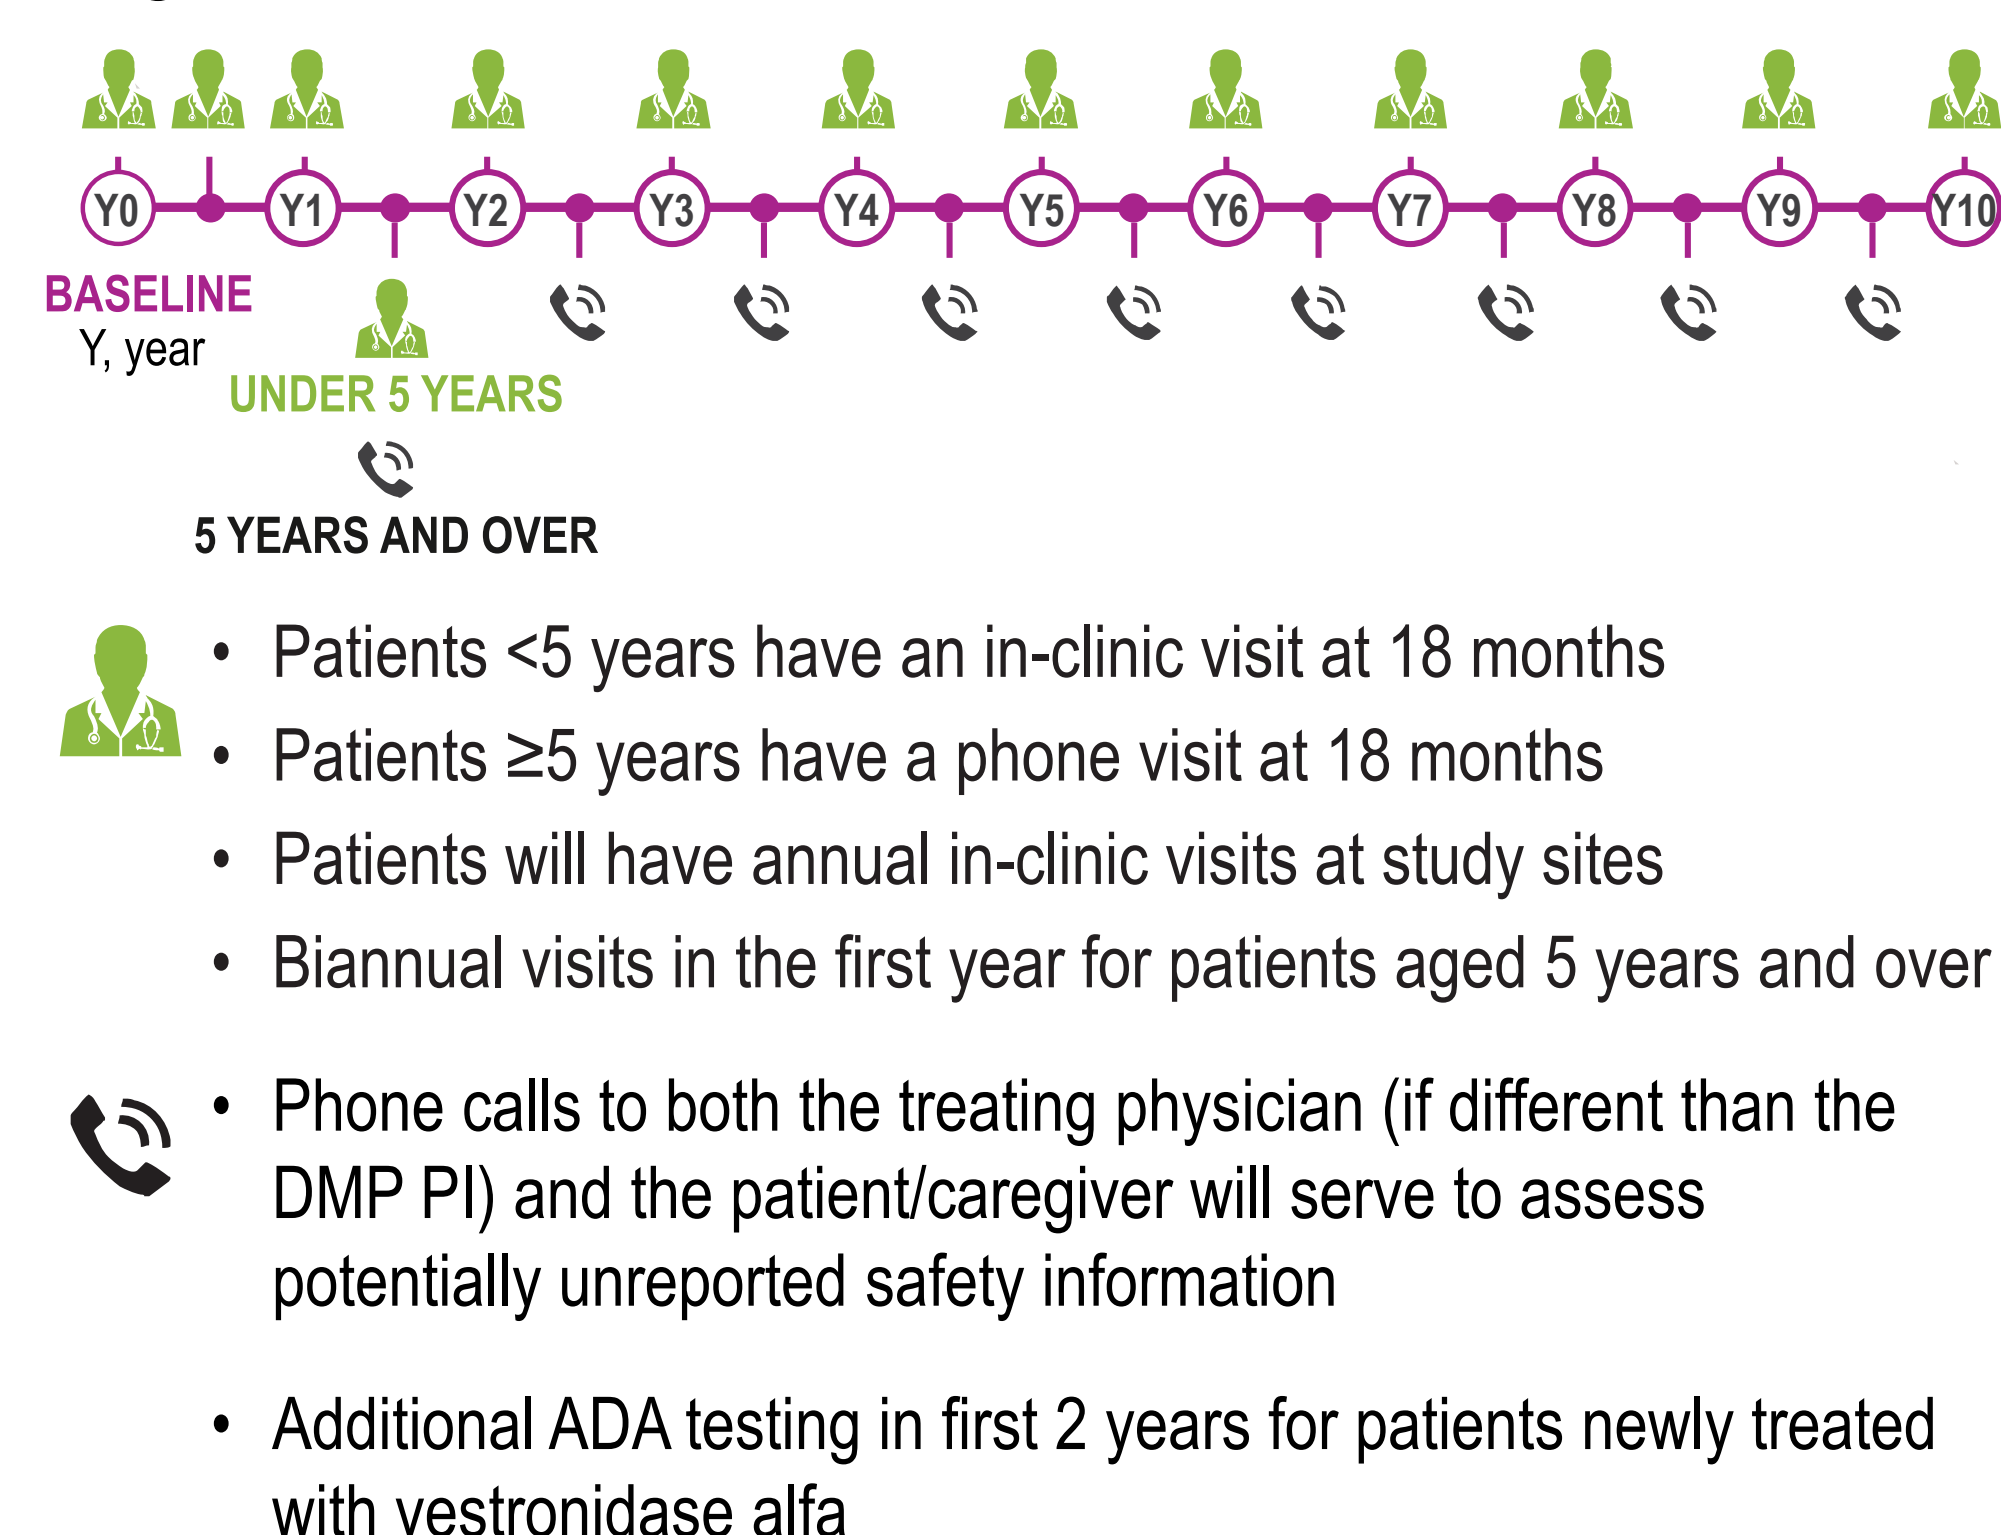 Y0 Y1 Y2 Y3 Y4 Y5 Y6 Y7 Y8 Y9 Y10
BASELINE
Y, year
UNDER 5 YEARS
5 YEARS AND OVER
• Patients <5 years have an in-clinic visit at 18 months
• Patients ≥5 years have a phone visit at 18 months
• Patients will have annual in-clinic visits at study sites
• Biannual visits in the first year for patients aged 5 years and over
• Phone calls to both the treating physician (if different than the
DMP PI) and the patient/caregiver will serve to assess
potentially unreported safety information
• Additional ADA testing in first 2 years for patients newly treated
with vestronidase alfa